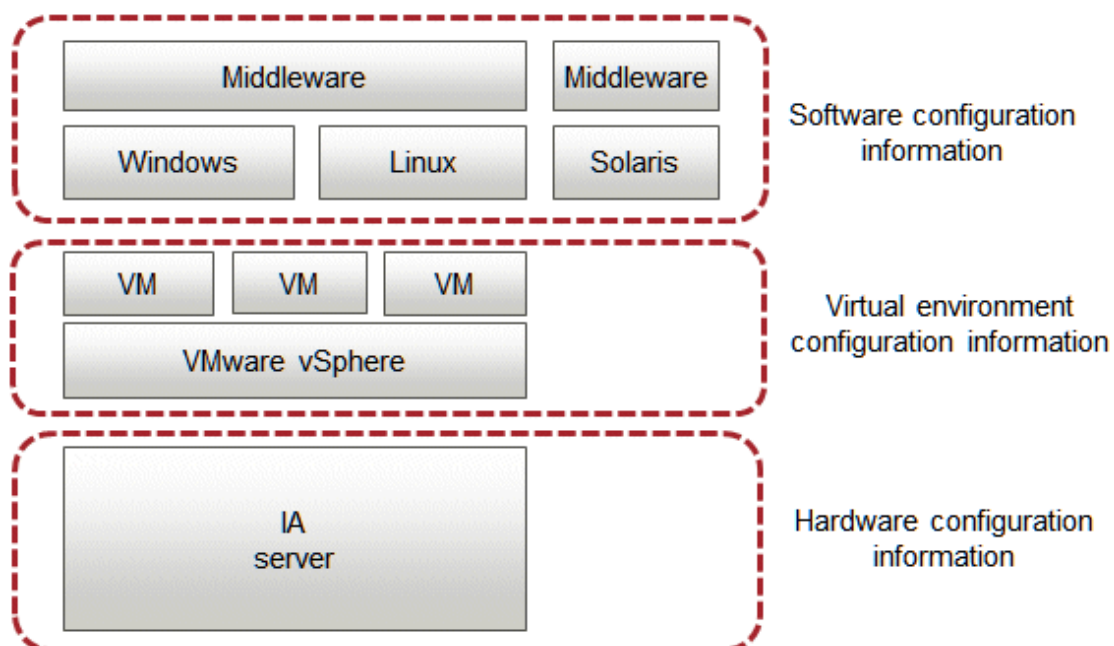 Middleware
Middleware
Windows
Linux
Solaris
Software configuration
information
VM
VM
VM
VMware vSphere
Virtual environment
configuration information
IA
server
Hardware configuration
information